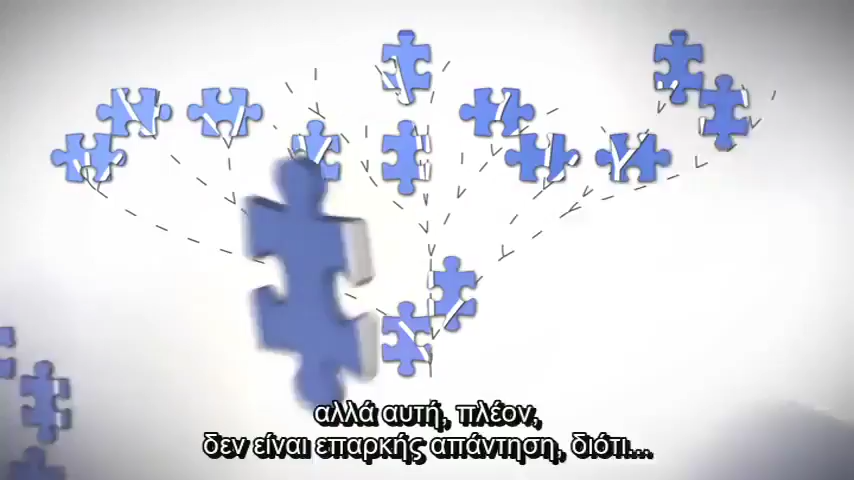 αλλά αυτή, πλέον,
δεν είναι επαρκής απάντηση, διότι...